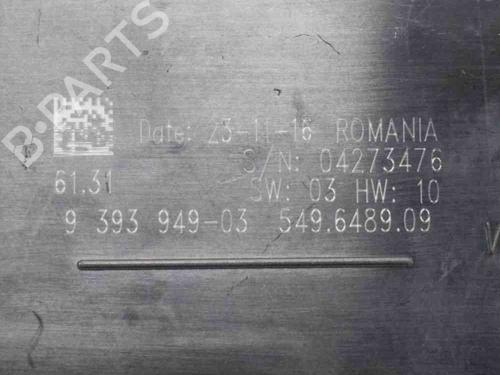 B-PARTS
Date: 23-11-16 ROMANIA
S/N: 04273476
61.31 SW: 03 HW: 10
9 393 949-03 549.6489.09